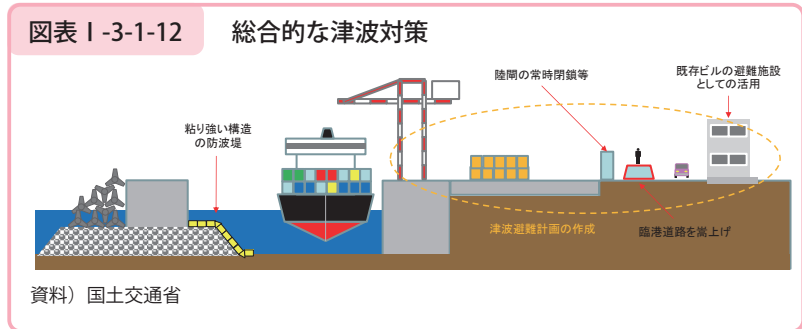 図表Ⅰ-3-1-12 総合的な津波対策
陸閘の常時閉鎖等
既存ビルの避難施設
としての活用
粘り強い構造
の防波堤
津波避難計画の作成
臨港道路を嵩上げ
資料）国土交通省